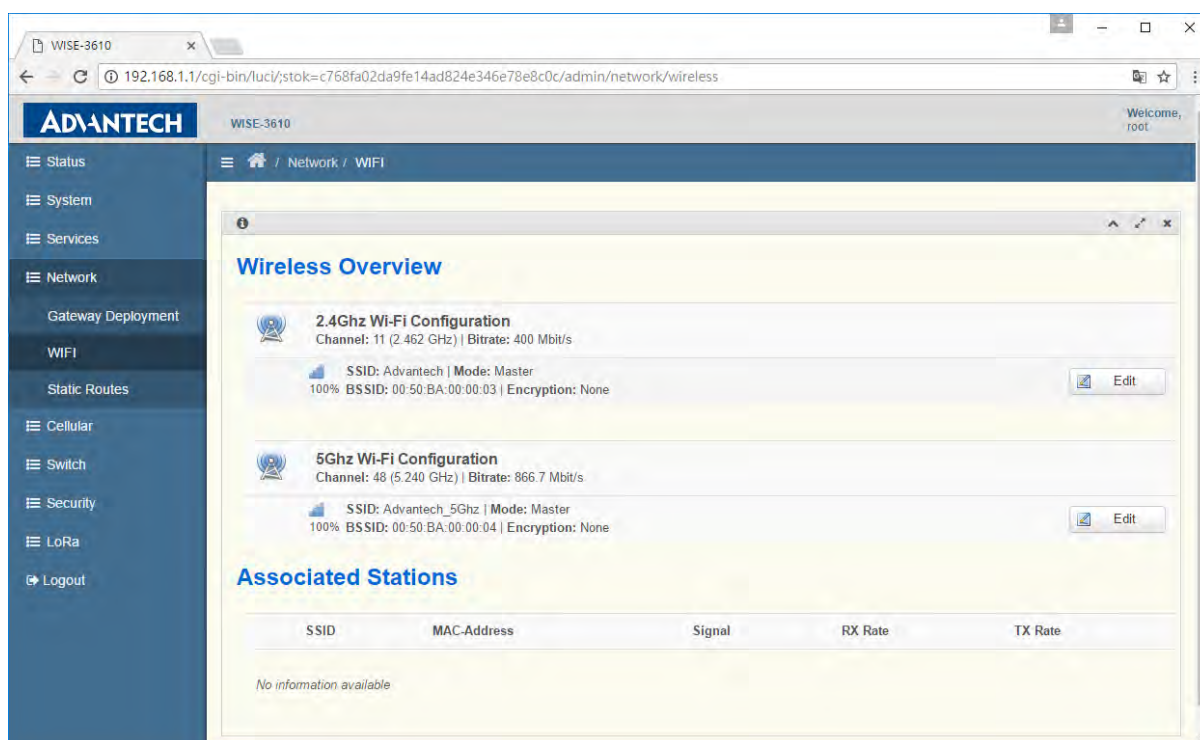 WISE-3610
192.168.1.1/cgi-bin/luci/;stok=c768fa02da9fe14ad824e346e78e8c0c/admin/network/wireless
ADVANTECH
WISE-3610
Welcome,
root
Status
/ Network / WIFI
System
Services
Network
Gateway Deployment
WIFI
Static Routes
Cellular
Switch
Security
LoRa
Logout
Wireless Overview
2.4Ghz Wi-Fi Configuration
Channel: 11 (2.462 GHz) | Bitrate: 400 Mbit/s
SSID: Advantech | Mode: Master
100% BSSID: 00:50:BA:00:00:03 | Encryption: None
Edit
5Ghz Wi-Fi Configuration
Channel: 48 (5.240 GHz) | Bitrate: 866.7 Mbit/s
SSID: Advantech_5Ghz | Mode: Master
100% BSSID: 00:50:BA:00:00:04 | Encryption: None
Edit
Associated Stations
SSID MAC-Address Signal RX Rate TX Rate
No information available